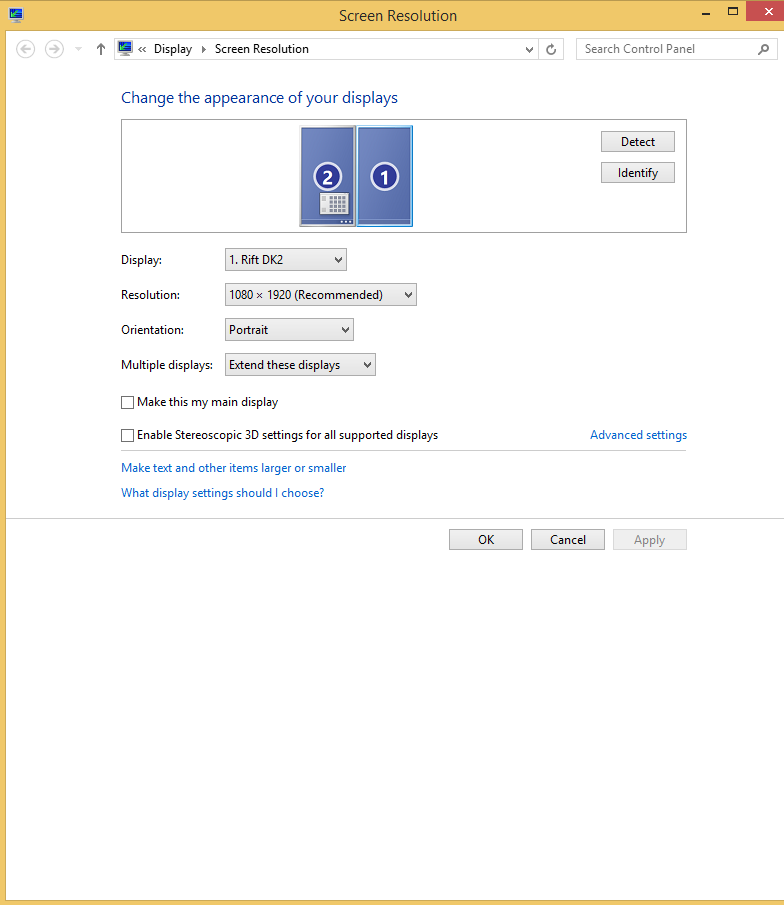 Screen Resolution
« Display Screen Resolution Search Control Panel
Change the appearance of your displays
2 1
Detect
Identify
Display: 1. Rift DK2
Resolution: 1080 × 1920 (Recommended)
Orientation: Portrait
Multiple displays: Extend these displays
Make this my main display
Enable Stereoscopic 3D settings for all supported displays Advanced settings
Make text and other items larger or smaller
What display settings should I choose?
OK Cancel Apply